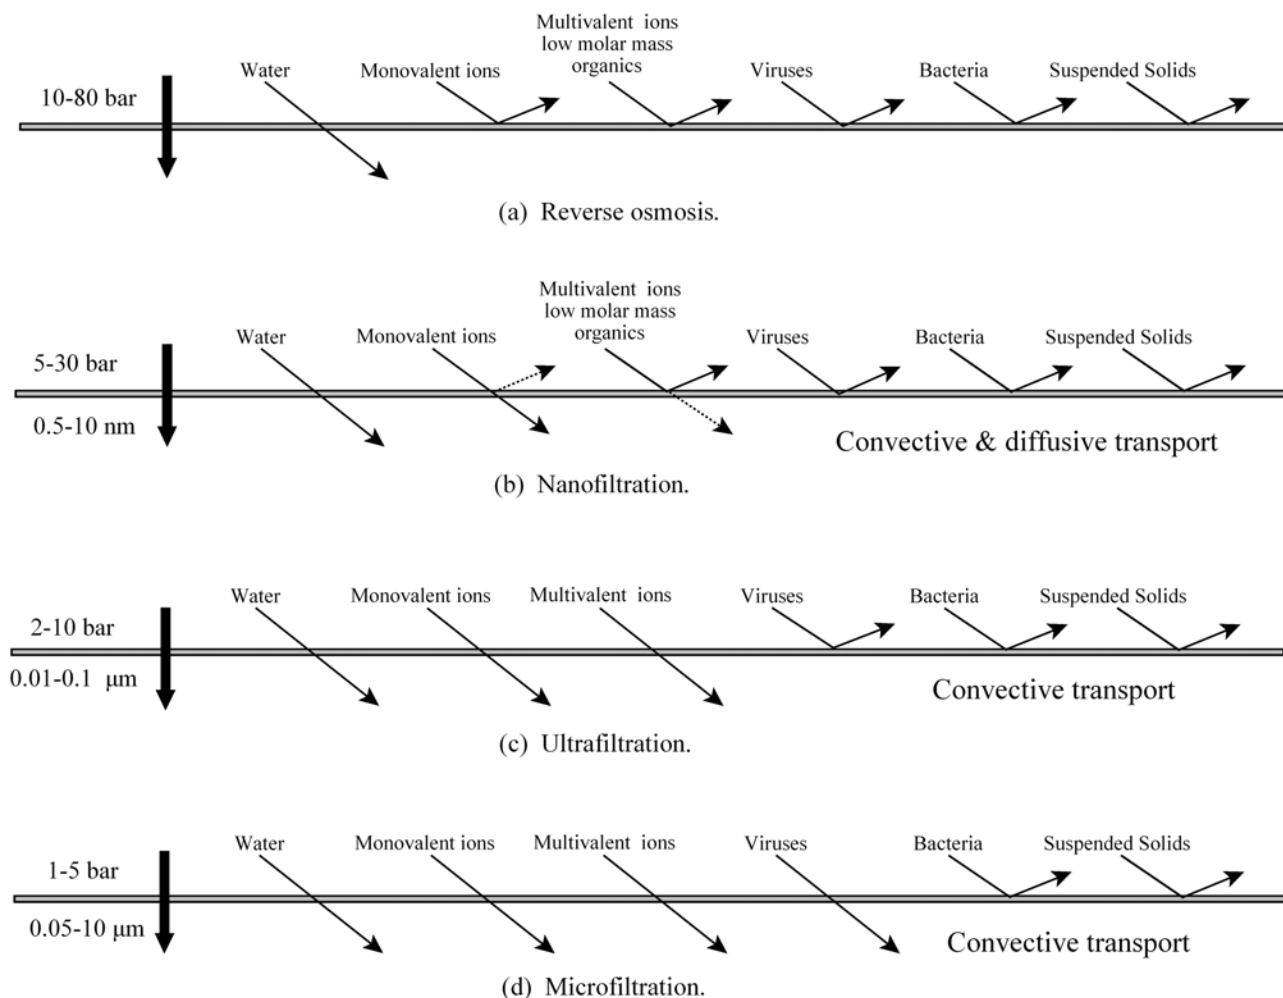 Multivalent ions
low molar mass
organics
Water
Monovalent ions
Viruses
Bacteria
Suspended Solids
10-80 bar
(a) Reverse osmosis.
Multivalent ions
low molar mass
organics
Water
Monovalent ions
Viruses
Bacteria
Suspended Solids
5-30 bar
0.5-10 nm
Convective & diffusive transport
(b) Nanofiltration.
Water
Monovalent ions
Multivalent ions
Viruses
Bacteria
Suspended Solids
2-10 bar
0.01-0.1 μm
Convective transport
(c) Ultrafiltration.
Water
Monovalent ions
Multivalent ions
Viruses
Bacteria
Suspended Solids
1-5 bar
0.05-10 μm
Convective transport
(d) Microfiltration.